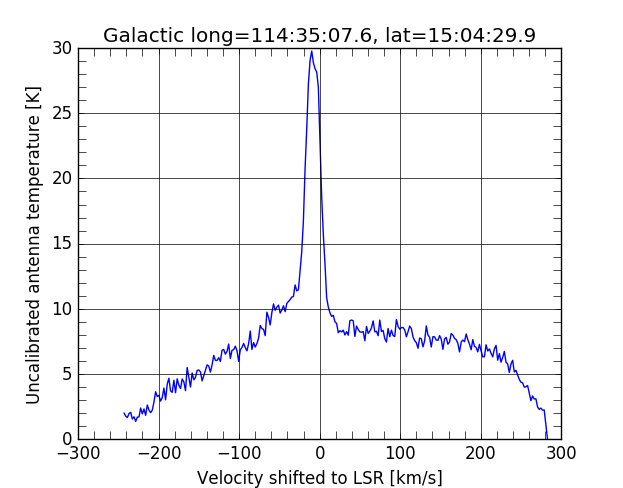 Galactic long=114:35:07.6, lat=15:04:29.9
Uncalibrated antenna temperature [K]
30
25
20
15
10
5
0
−300 −200 −100 0 100 200 300
Velocity shifted to LSR [km/s]